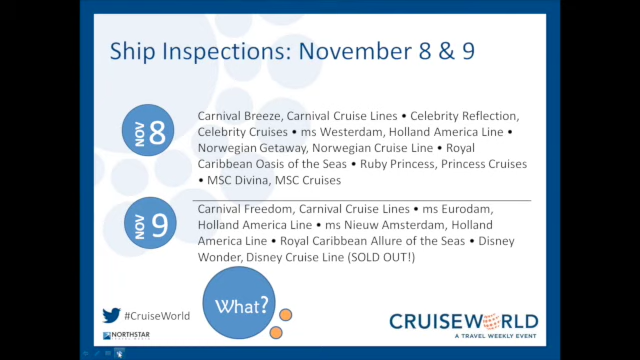 Ship Inspections: November 8 & 9
NOV 8
Carnival Breeze, Carnival Cruise Lines • Celebrity Reflection,
Celebrity Cruises • ms Westerdam, Holland America Line •
Norwegian Getaway, Norwegian Cruise Line • Royal
Caribbean Oasis of the Seas • Ruby Princess, Princess Cruises
• MSC Divina, MSC Cruises
NOV 9
Carnival Freedom, Carnival Cruise Lines • ms Eurodam,
Holland America Line • ms Nieuw Amsterdam, Holland
America Line • Royal Caribbean Allure of the Seas • Disney
Wonder, Disney Cruise Line (SOLD OUT!)
What?
#CruiseWorld
NORTHSTAR
CRUISEWORLD
A TRAVEL WEEKLY EVENT